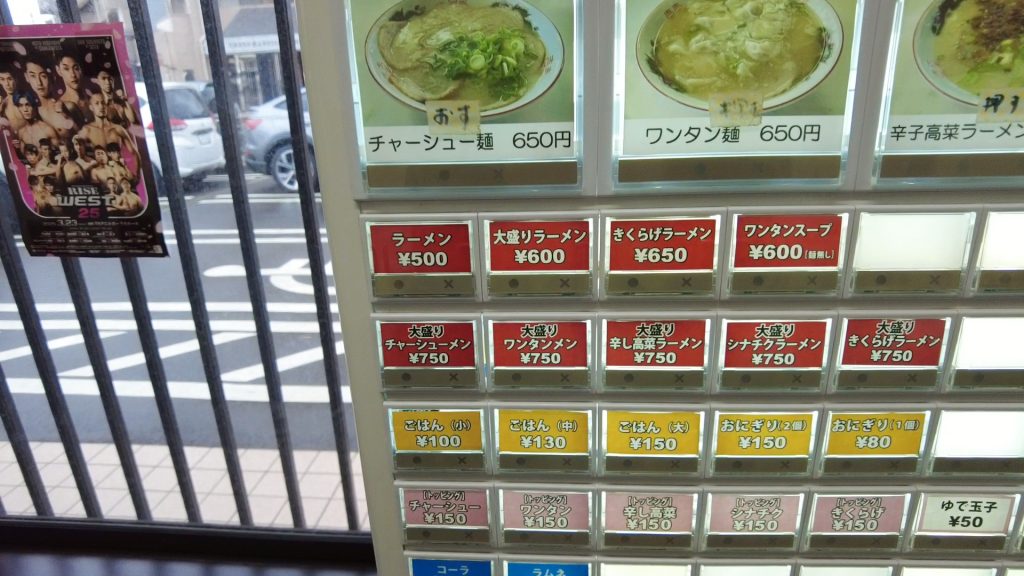 チャーシュー麺 650円
おす
ワンタン麺 650円
辛子高菜ラーメン
押す
RISE
WEST
25
3.23
ラーメン
¥500
大盛りラーメン
¥600
きくらげラーメン
¥650
ワンタンスープ
¥600 [麺無し]
大盛り
チャーシューメン
¥750
大盛り
ワンタンメン
¥750
大盛り
辛し高菜ラーメン
¥750
大盛り
シナチクラーメン
¥750
大盛り
きくらげラーメン
¥750
ごはん (小)
¥100
ごはん (中)
¥130
ごはん (大)
¥150
おにぎり(2個)
¥150
おにぎり(1個)
¥80
[トッピング]
チャーシュー
¥150
[トッピング]
ワンタン
¥150
[トッピング]
辛し高菜
¥150
[トッピング]
シナチク
¥150
[トッピング]
きくらげ
¥150
ゆで玉子
¥50
コーラ
ラムネ